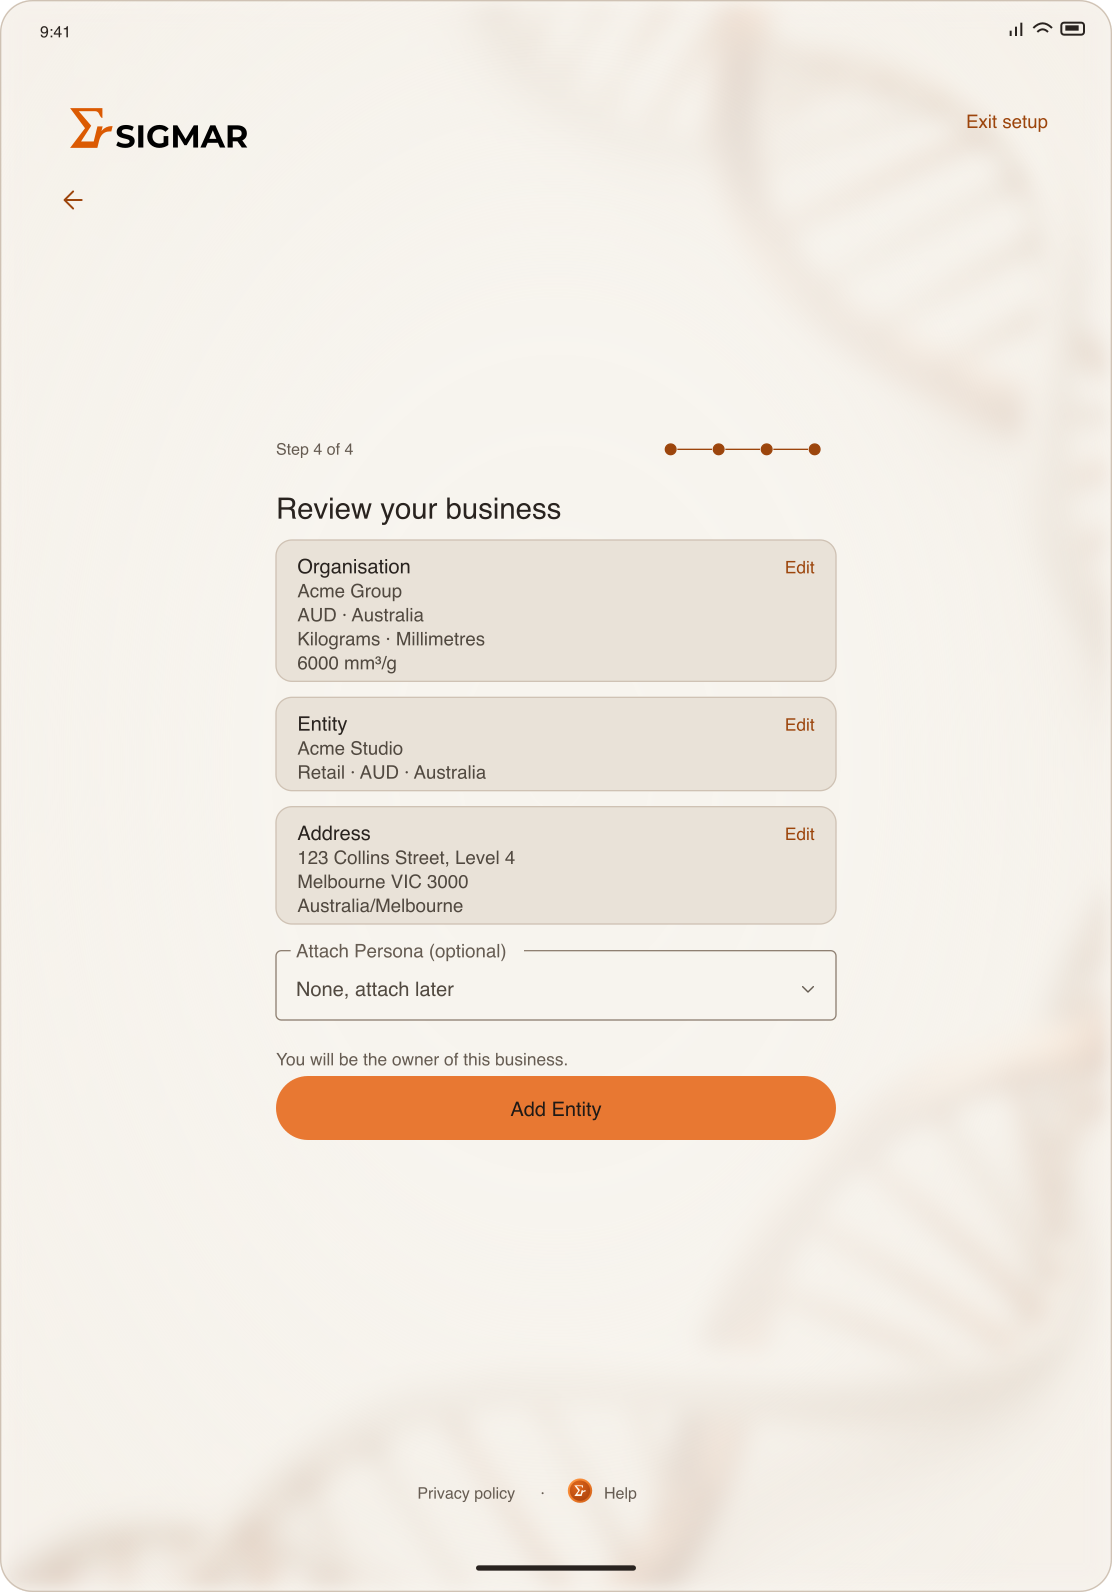 9:41
SIGMAR
Exit setup
Step 4 of 4
Review your business
Organisation
Edit
Acme Group
AUD · Australia
Kilograms · Millimetres
6000 mm³/g
Entity
Edit
Acme Studio
Retail · AUD · Australia
Address
Edit
123 Collins Street, Level 4
Melbourne VIC 3000
Australia/Melbourne
Attach Persona (optional)
None, attach later
You will be the owner of this business.
Add Entity
Privacy policy · Help